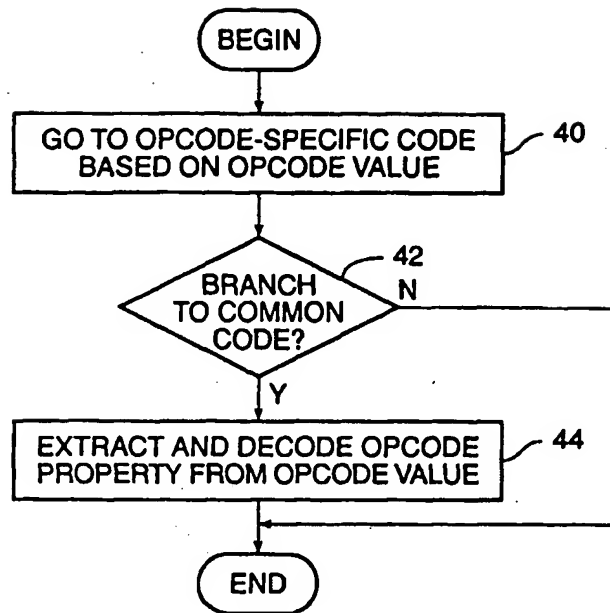 BEGIN
GO TO OPCODE-SPECIFIC CODE
BASED ON OPCODE VALUE
40
42
BRANCH
TO COMMON
CODE?
N
Y
EXTRACT AND DECODE OPCODE
PROPERTY FROM OPCODE VALUE
44
END